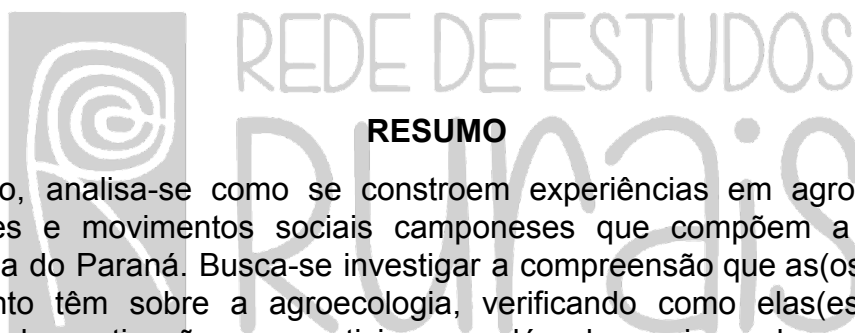 REDE DE ESTUDOS
Rurais
RESUMO
o, analisa-se como se constroem experiências em agro
es e movimentos sociais camponeses que compõem a
a do Paraná. Busca-se investigar a compreensão que as(os
nto têm sobre a agroecologia, verificando como elas(es